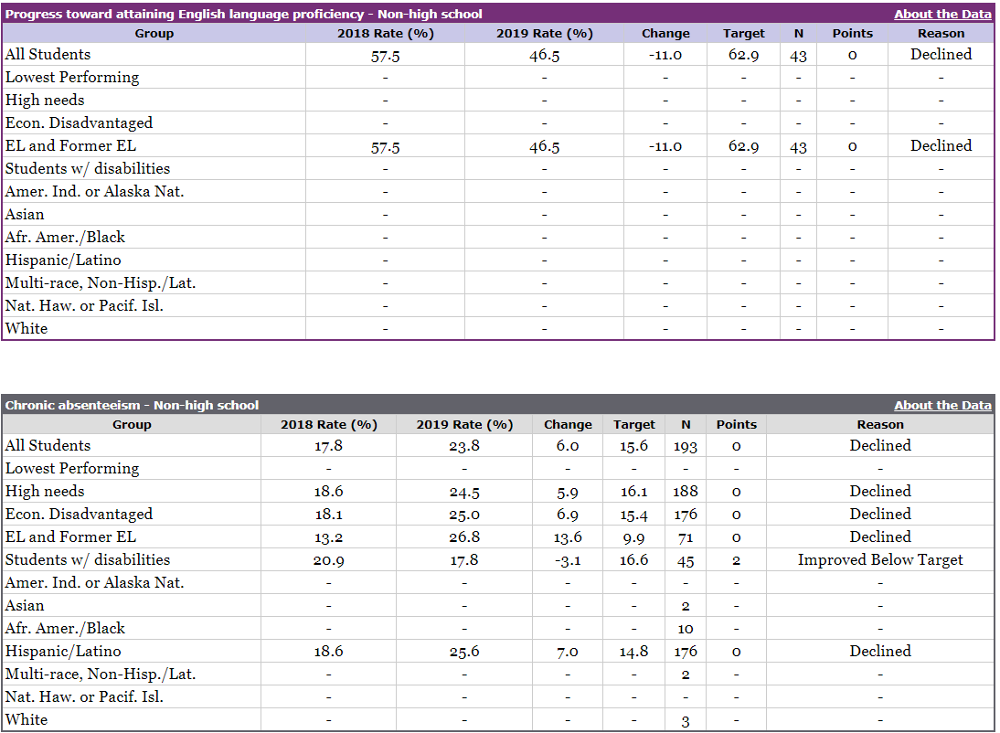 Progress toward attaining English language proficiency - Non-high school About the Data
Group 2018 Rate (%) 2019 Rate (%) Change Target N Points Reason
All Students 57.5 46.5 -11.0 62.9 43 0 Declined
Lowest Performing - - - - - - -
High needs - - - - - - -
Econ. Disadvantaged - - - - - - -
EL and Former EL 57.5 46.5 -11.0 62.9 43 0 Declined
Students w/ disabilities - - - - - - -
Amer. Ind. or Alaska Nat. - - - - - - -
Asian - - - - - - -
Afr. Amer./Black - - - - - - -
Hispanic/Latino - - - - - - -
Multi-race, Non-Hisp./Lat. - - - - - - -
Nat. Haw. or Pacif. Isl. - - - - - - -
White - - - - - - -
Chronic absenteeism - Non-high school About the Data
Group 2018 Rate (%) 2019 Rate (%) Change Target N Points Reason
All Students 17.8 23.8 6.0 15.6 193 0 Declined
Lowest Performing - - - - - - -
High needs 18.6 24.5 5.9 16.1 188 0 Declined
Econ. Disadvantaged 18.1 25.0 6.9 15.4 176 0 Declined
EL and Former EL 13.2 26.8 13.6 9.9 71 0 Declined
Students w/ disabilities 20.9 17.8 -3.1 16.6 45 2 Improved Below Target
Amer. Ind. or Alaska Nat. - - - - - - -
Asian - - - - 2 - -
Afr. Amer./Black - - - - 10 - -
Hispanic/Latino 18.6 25.6 7.0 14.8 176 0 Declined
Multi-race, Non-Hisp./Lat. - - - - 2 - -
Nat. Haw. or Pacif. Isl. - - - - - - -
White - - - - 3 - -